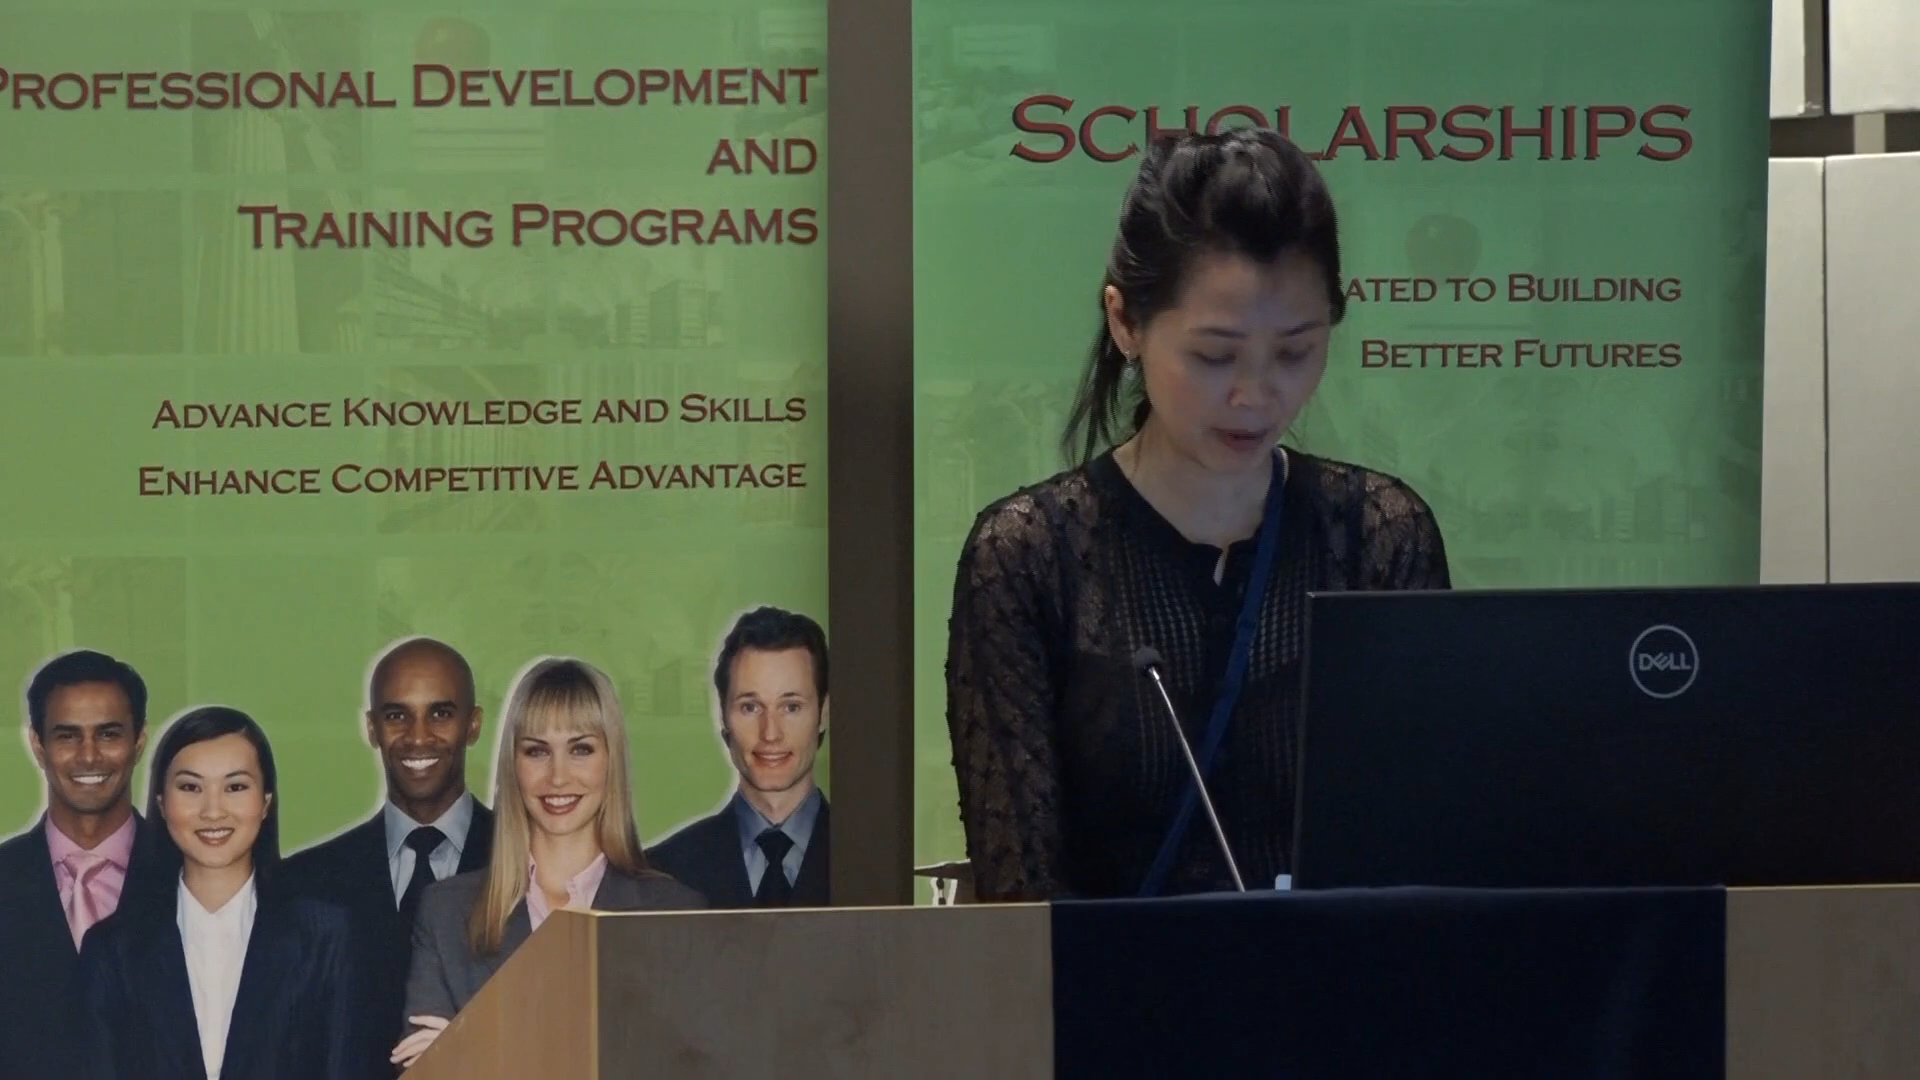 PROFESSIONAL DEVELOPMENT
AND
TRAINING PROGRAMS
ADVANCE KNOWLEDGE AND SKILLS
ENHANCE COMPETITIVE ADVANTAGE
SCHOLARSHIPS
ATED TO BUILDING
BETTER FUTURES
DELL